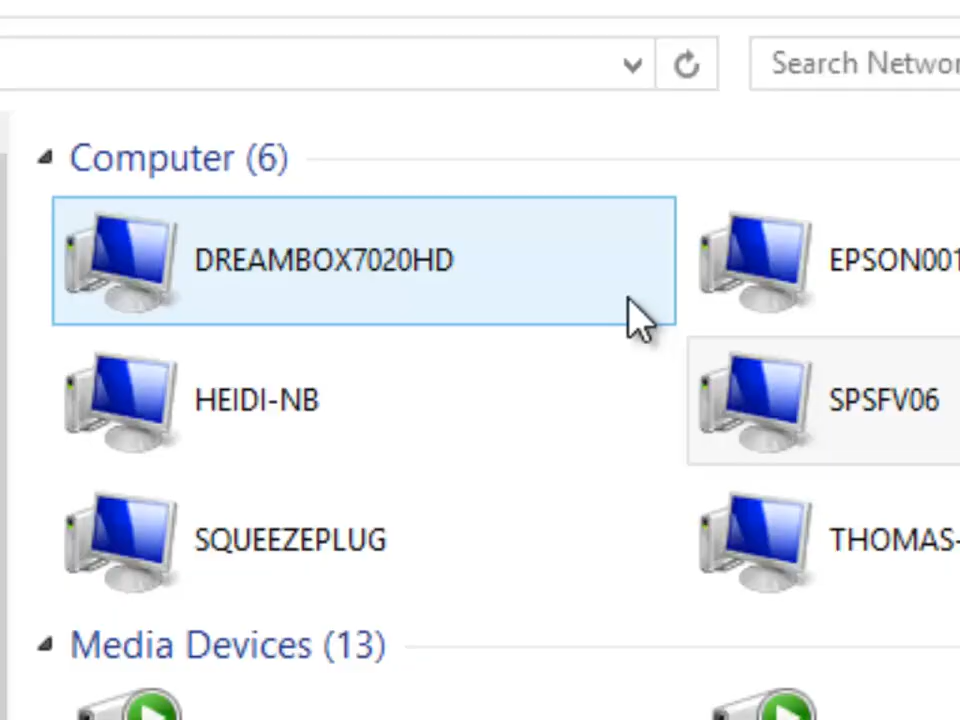 Search Networ
Computer (6)
DREAMBOX7020HD
EPSON001
HEIDI-NB
SPSFV06
SQUEEZEPLUG
THOMAS-
Media Devices (13)